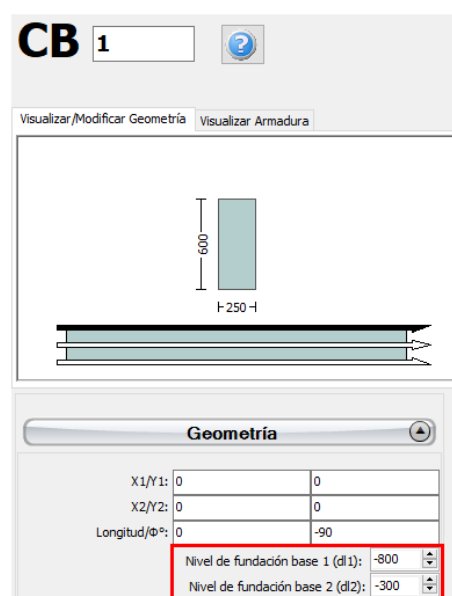 CB 1
Visualizar/Modificar Geometría Visualizar Armadura
600
250
Geometría
X1/Y1: 0 0
X2/Y2: 0 0
Longitud/Φº: 0 -90
Nivel de fundación base 1 (dl1): -800
Nivel de fundación base 2 (dl2): -300